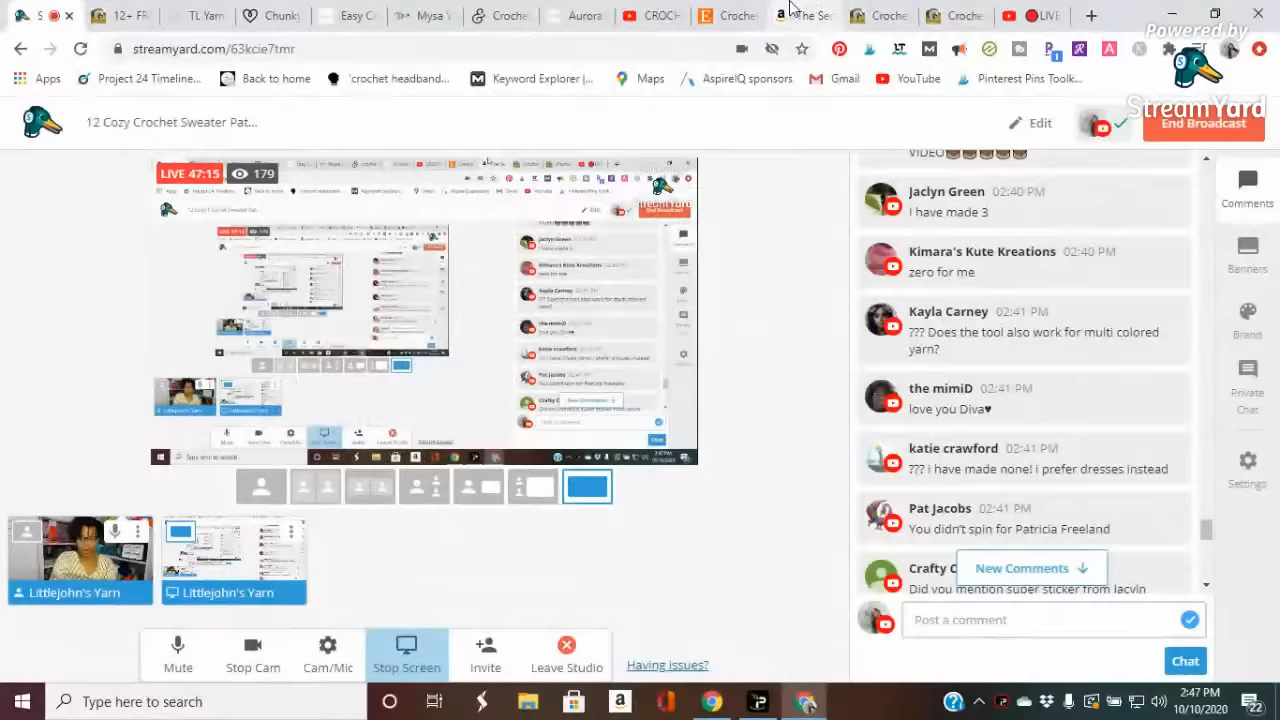 S
12+ FR
TL Yarn
Chunky
Easy C
Mysa V
Croche
Aurora
CROCH
Croche
The Se
Croche
Croche
LIVE
streamyard.com/63kcie7tmr
Powered by
StreamYard
Apps
Project 24 Timeline...
Back to home
'crochet headband...
Keyword Explorer |...
Maps
AspireIQ sponsors
Gmail
YouTube
Pinterest Pins Toolk...
12 Cozy Crochet Sweater Pat...
Edit
End Broadcast
LIVE 47:15
179
VIDEO
Jaclyn Green 02:40 PM
I have made 3
Kimara's Kute Kreations 02:40 PM
zero for me
Kayla Carney 02:41 PM
??? Does the tool also work for multi colored
yarn?
the mimiD 02:41 PM
love you Diva♥
katie crawford 02:41 PM
??? i have made none! i prefer dresses instead
Pat Jacobs 02:41 PM
You didn't spin for Patricia Freeland
Crafty C
Did you mention super sticker from Jacyln
New Comments ↓
Post a comment
Chat
Comments
Banners
Brand
Private
Chat
Settings
Littlejohn's Yarn
Littlejohn's Yarn
Mute
Stop Cam
Cam/Mic
Stop Screen
Invite
Leave Studio
Having issues?
Type here to search
2:47 PM
10/10/2020
22